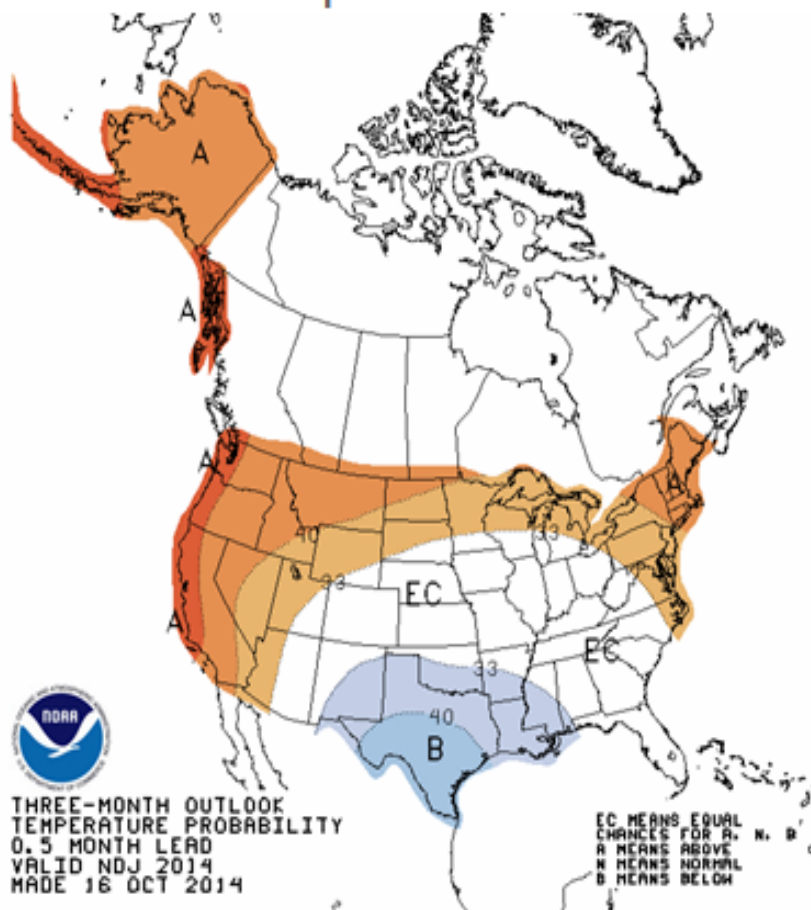 A
A
A
A
A
40
33
33
EC
EC
33
40
B
NOAA
THREE-MONTH OUTLOOK
TEMPERATURE PROBABILITY
0.5 MONTH LEAD
VALID NDJ 2014
MADE 16 OCT 2014
EC MEANS EQUAL
CHANCES FOR A, N, B
A MEANS ABOVE
N MEANS NORMAL
B MEANS BELOW